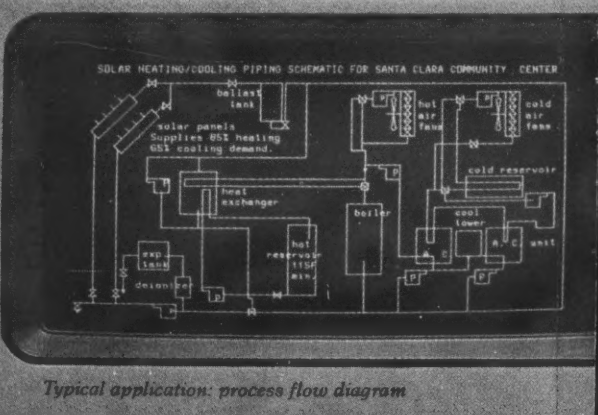 SOLAR HEATING/COOLING PIPING SCHEMATIC FOR SANTA CLARA COMMUNITY CENTER
ballast
tank
hot
air
fans
cold
air
fans
solar panels
Supplies 85% heating
65% cooling demand.
cold reservoir
P
P
P
P
heat
exchanger
boiler
cool
tower
exp.
tank
hot
reservoir
115F
min.
A C
A C
unit
deionizer
P
P
P
Typical application: process flow diagram